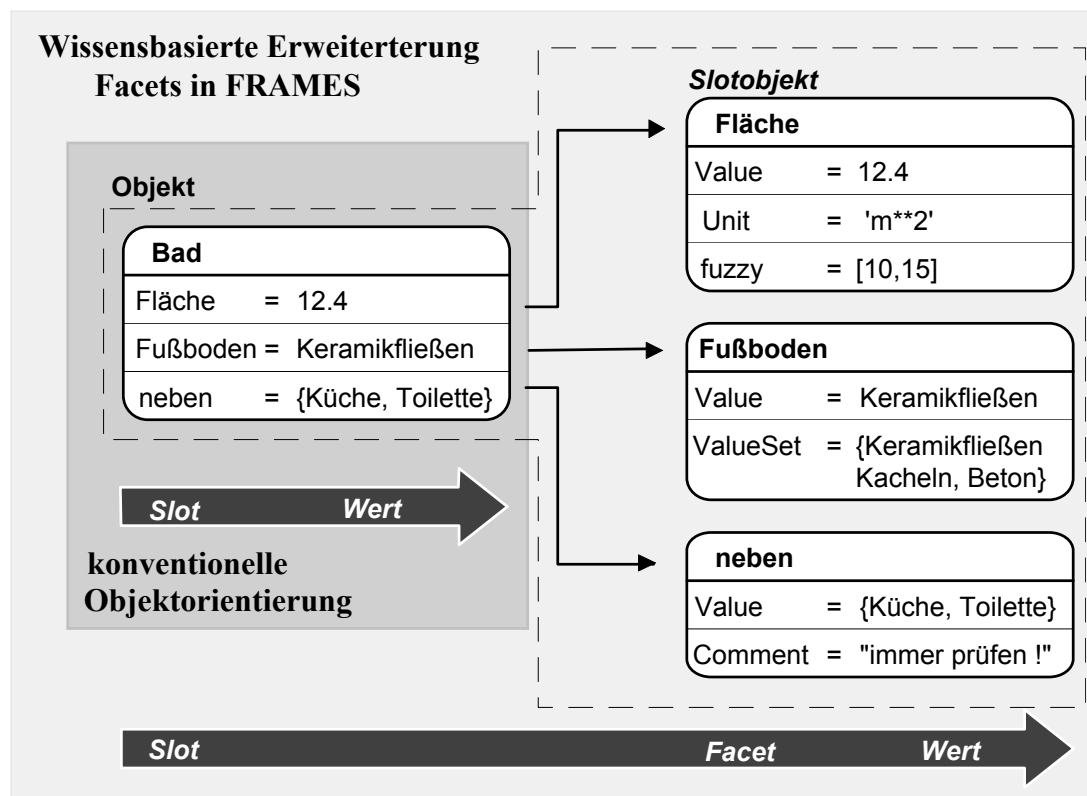 Wissensbasierte Erweiterterung
Facets in FRAMES
Objekt
Bad
Fläche = 12.4
Fußboden = Keramikfließen
neben = {Küche, Toilette}
Slot Wert
konventionelle
Objektorientierung
Slotobjekt
Fläche
Value = 12.4
Unit = 'm**2'
fuzzy = [10,15]
Fußboden
Value = Keramikfließen
ValueSet = {Keramikfließen
Kacheln, Beton}
neben
Value = {Küche, Toilette}
Comment = "immer prüfen !"
Slot Facet Wert